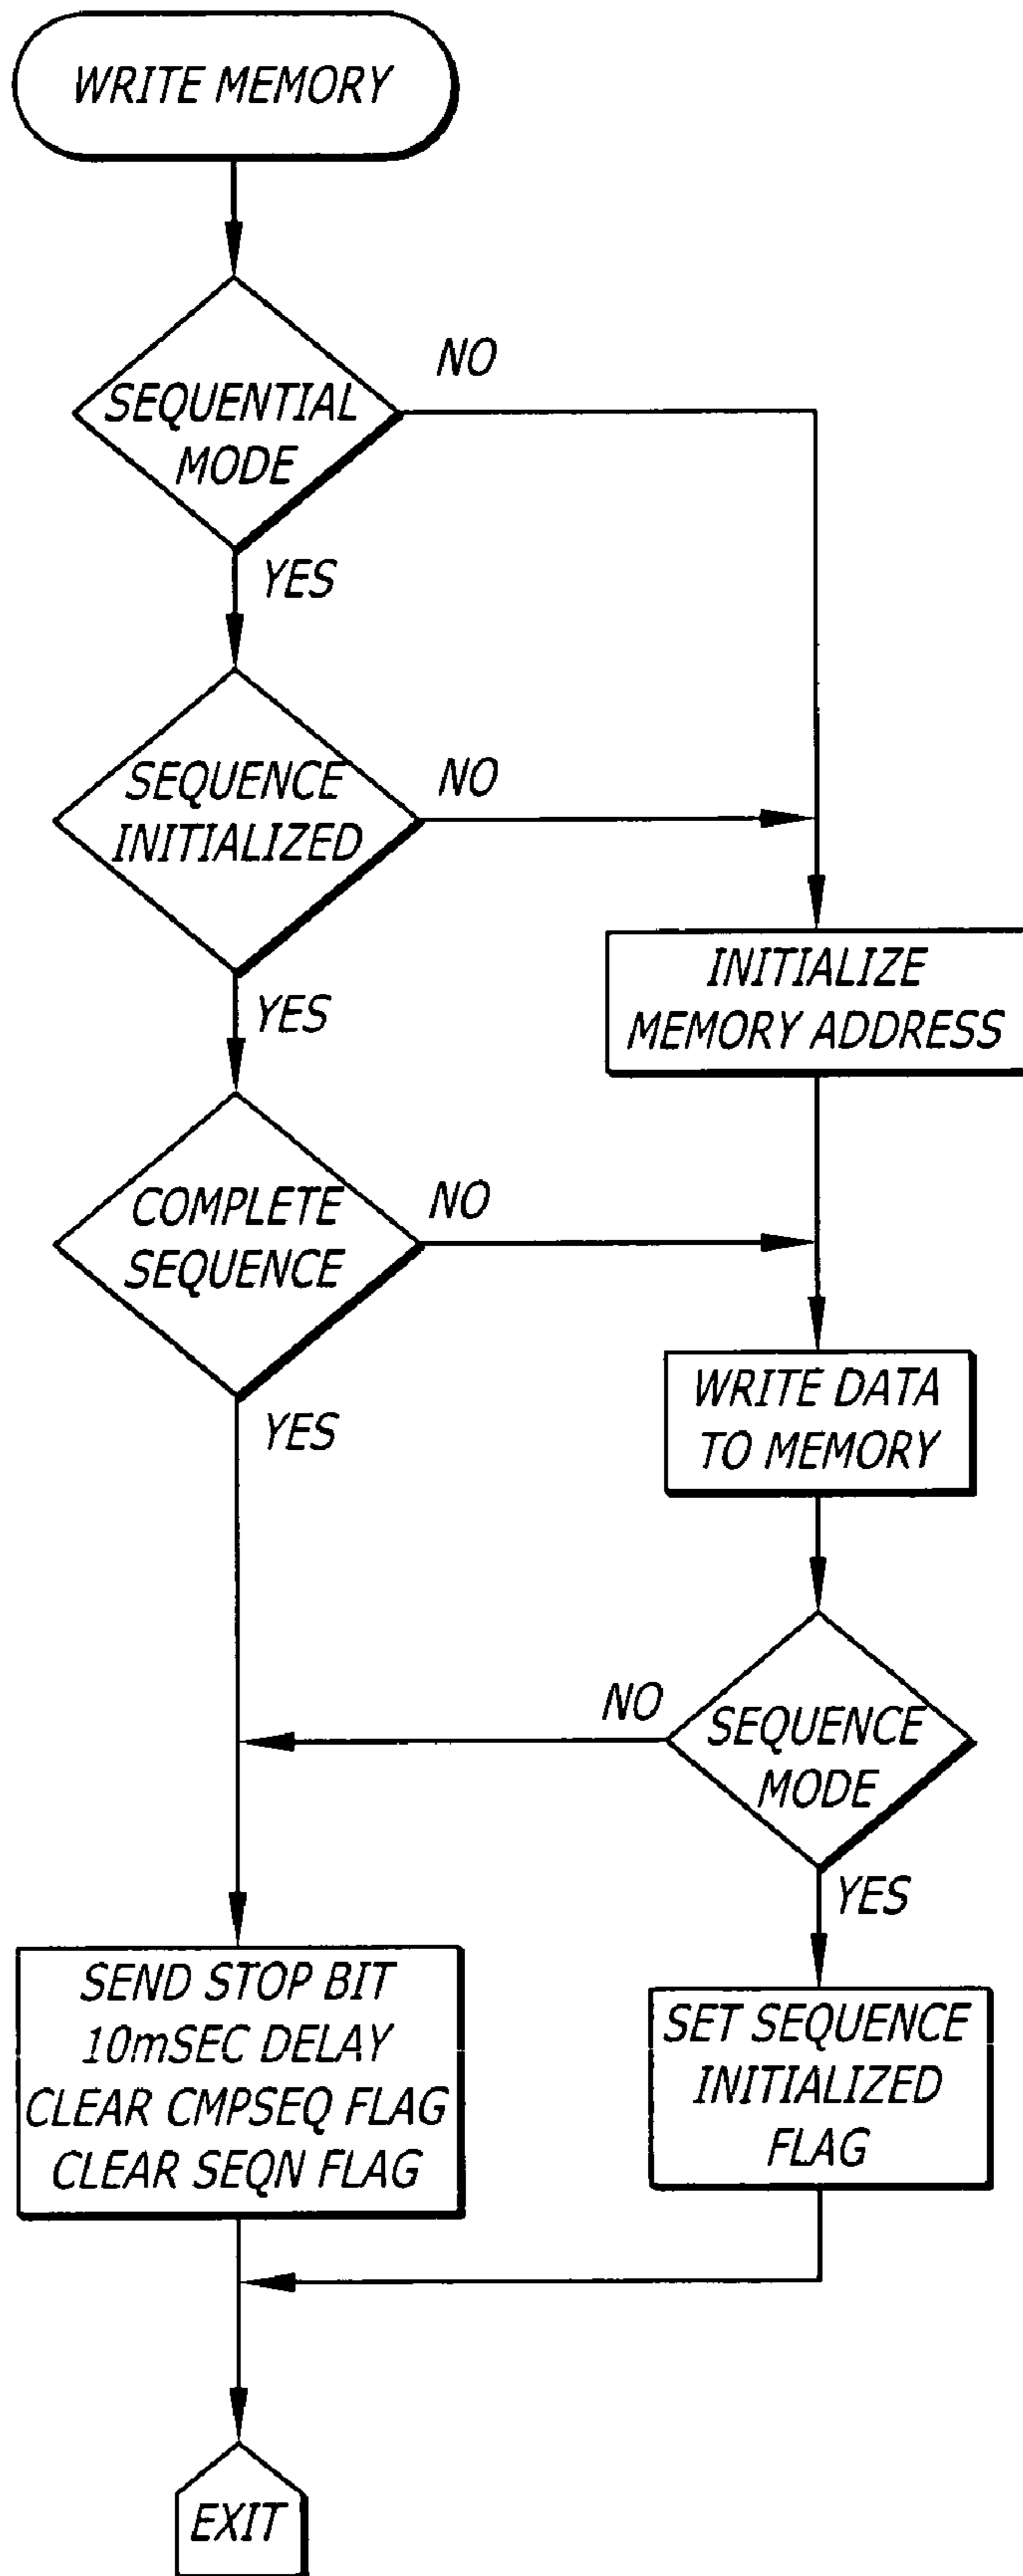 WRITE MEMORY
SEQUENTIAL
MODE
NO
YES
SEQUENCE
INITIALIZED
NO
YES
INITIALIZE
MEMORY ADDRESS
COMPLETE
SEQUENCE
NO
YES
WRITE DATA
TO MEMORY
SEQUENCE
MODE
NO
YES
SEND STOP BIT
10mSEC DELAY
CLEAR CMPSEQ FLAG
CLEAR SEQN FLAG
SET SEQUENCE
INITIALIZED
FLAG
EXIT